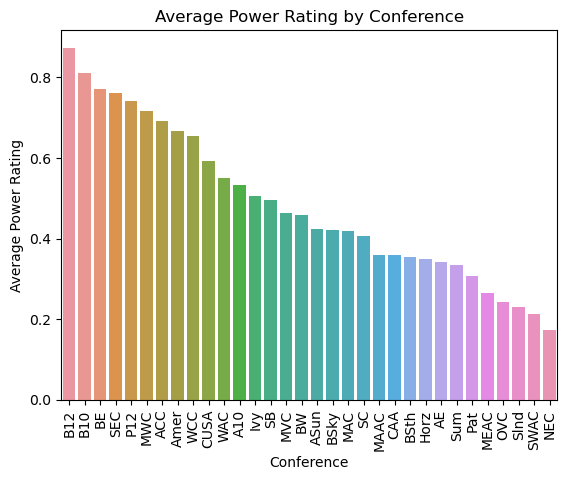 Average Power Rating by Conference
Average Power Rating
0.8
0.6
0.4
0.2
0.0
B12
B10
BE
SEC
P12
MWC
ACC
Amer
WCC
CUSA
WAC
A10
Ivy
SB
MVC
BW
ASun
BSky
MAC
SC
MAAC
CAA
BSth
Horz
AE
Sum
Pat
MEAC
OVC
Slnd
SWAC
NEC
Conference